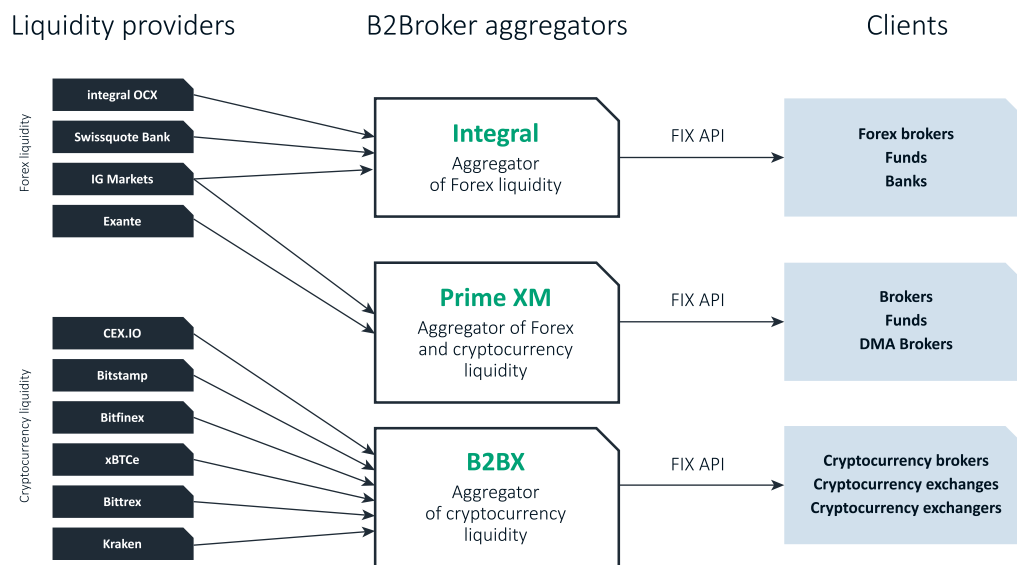 Liquidity providers
B2Broker aggregators
Clients
Forex liquidity
integral OCX
Swissquote Bank
IG Markets
Exante
Integral
Aggregator
of Forex liquidity
FIX API
Forex brokers
Funds
Banks
Prime XM
Aggregator of Forex
and cryptocurrency
liquidity
FIX API
Brokers
Funds
DMA Brokers
Cryptocurrency liquidity
CEX.IO
Bitstamp
Bitfinex
xBTCe
Bittrex
Kraken
B2BX
Aggregator
of cryptocurrency
liquidity
FIX API
Cryptocurrency brokers
Cryptocurrency exchanges
Cryptocurrency exchangers